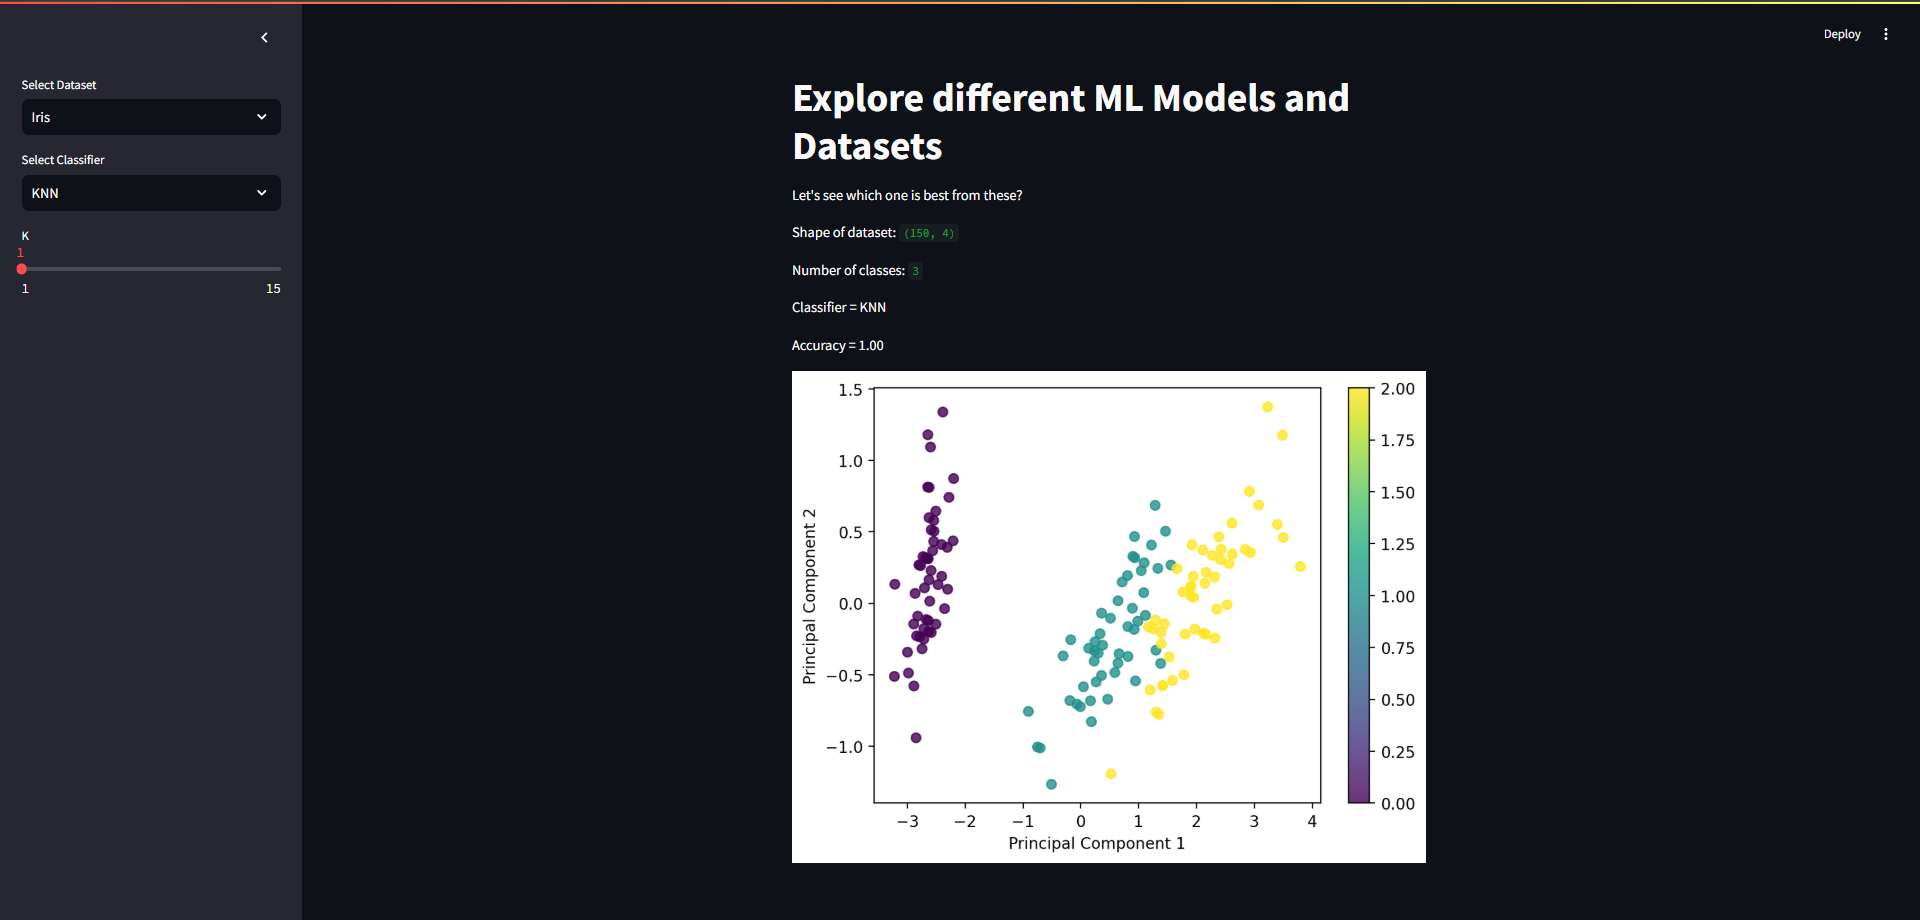 Deploy
Select Dataset
Iris
Select Classifier
KNN
K
1
1 15
Explore different ML Models and
Datasets
Let's see which one is best from these?
Shape of dataset: (150, 4)
Number of classes: 3
Classifier = KNN
Accuracy = 1.00
1.5
1.0
0.5
0.0
−0.5
−1.0
Principal Component 2
−3 −2 −1 0 1 2 3 4
Principal Component 1
2.00
1.75
1.50
1.25
1.00
0.75
0.50
0.25
0.00